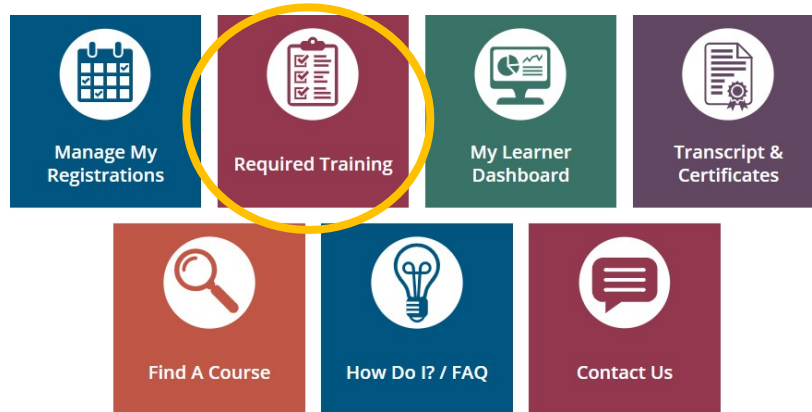 Manage My
Registrations
Required Training
My Learner
Dashboard
Transcript &
Certificates
Find A Course
How Do I? / FAQ
Contact Us